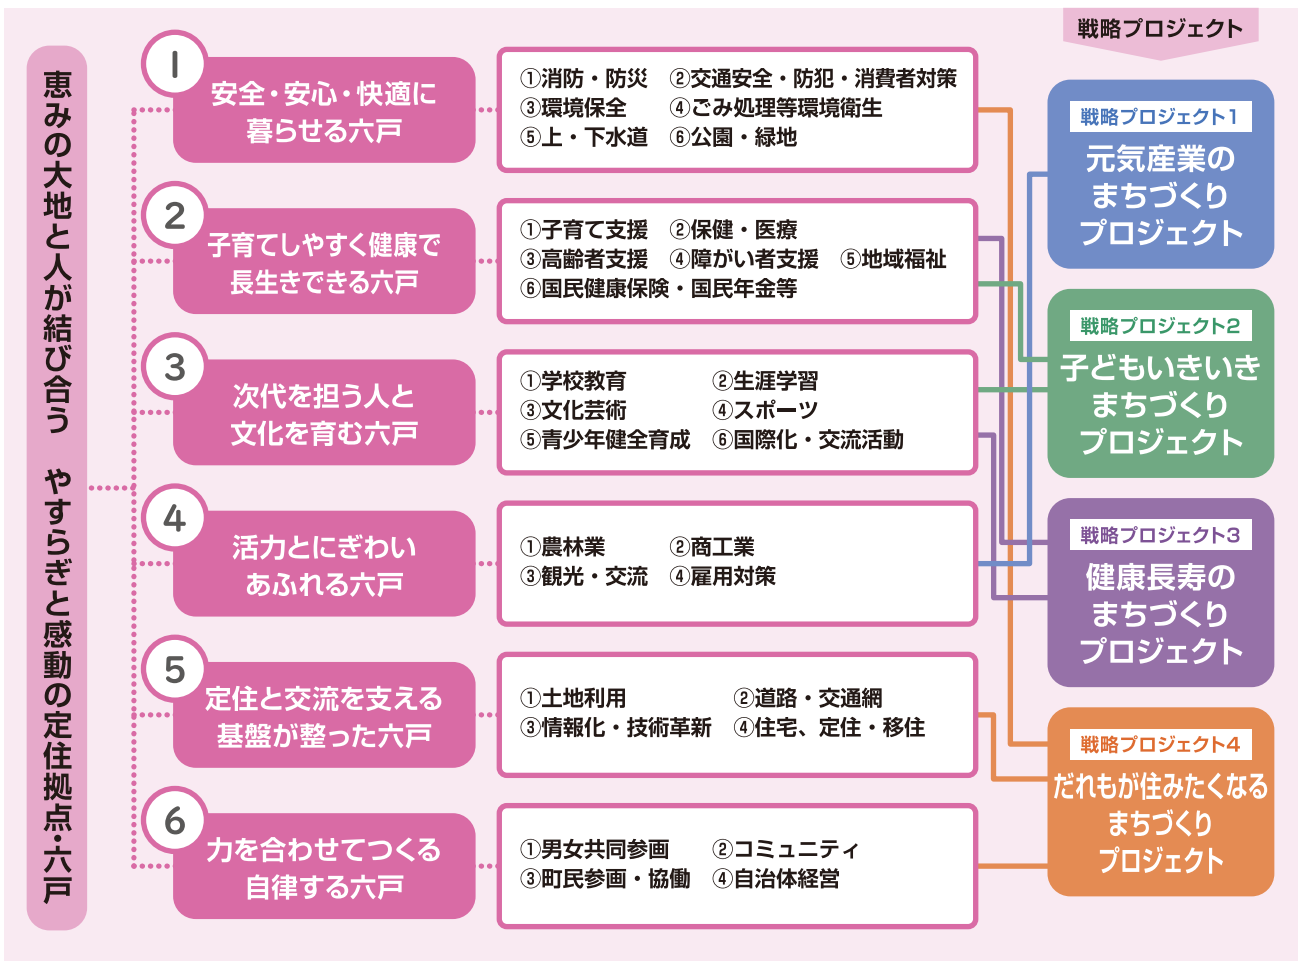 恵みの大地と人が結び合う　やすらぎと感動の定住拠点・六戸
1
安全・安心・快適に
暮らせる六戸
①消防・防災　②交通安全・防犯・消費者対策
③環境保全　④ごみ処理等環境衛生
⑤上・下水道　⑥公園・緑地
2
子育てしやすく健康で
長生きできる六戸
①子育て支援　②保健・医療
③高齢者支援　④障がい者支援　⑤地域福祉
⑥国民健康保険・国民年金等
3
次代を担う人と
文化を育む六戸
①学校教育　②生涯学習
③文化芸術　④スポーツ
⑤青少年健全育成　⑥国際化・交流活動
4
活力とにぎわい
あふれる六戸
①農林業　②商工業
③観光・交流　④雇用対策
5
定住と交流を支える
基盤が整った六戸
①土地利用　②道路・交通網
③情報化・技術革新　④住宅、定住・移住
6
力を合わせてつくる
自律する六戸
①男女共同参画　②コミュニティ
③町民参画・協働　④自治体経営
戦略プロジェクト
戦略プロジェクト1
元気産業の
まちづくり
プロジェクト
戦略プロジェクト2
子どもいきいき
まちづくり
プロジェクト
戦略プロジェクト3
健康長寿の
まちづくり
プロジェクト
戦略プロジェクト4
だれもが住みたくなる
まちづくり
プロジェクト